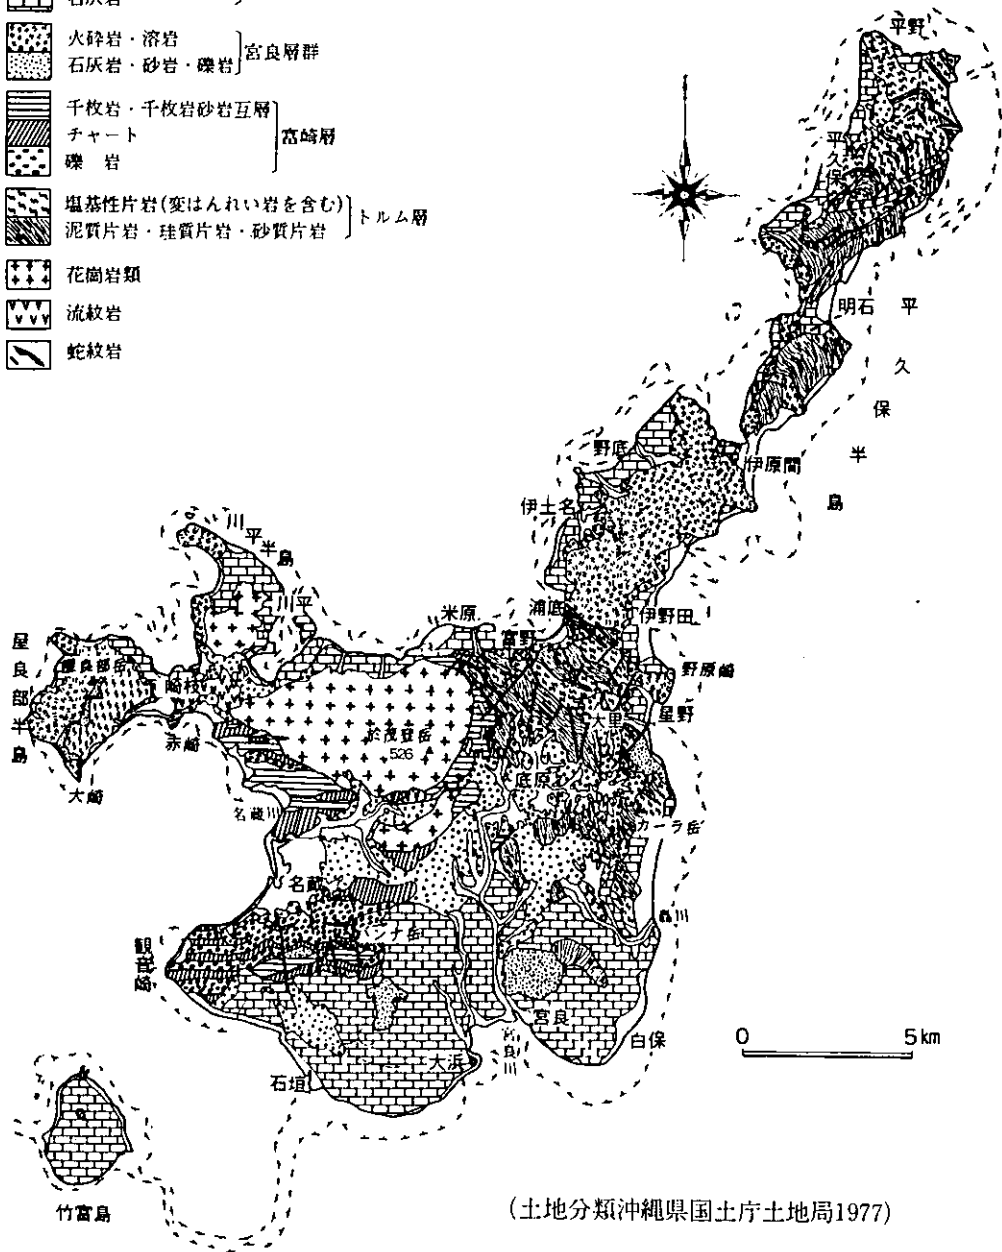 石灰岩
火砕岩・溶岩
石灰岩・砂岩・礫岩
宮良層群
千枚岩・千枚岩砂岩互層
チャート
礫 岩
富崎層
塩基性片岩(変はんれい岩を含む)
泥質片岩・珪質片岩・砂質片岩
トルム層
花崗岩類
流紋岩
蛇紋岩
平野
平久保
明石
平久保半島
野底
伊原間
伊土名
川平半島
川平
米原
浦底
伊野田
富野
野原崎
屋良部半島
屋良部岳
崎枝
大里
星野
赤崎
於茂登岳
526
底原
大崎
名蔵川
カーラ岳
名蔵
バンナ岳
観音崎
宮良
白保
宮良川
大浜
石垣
0 5km
竹富島
(土地分類沖縄県国土庁土地局1977)